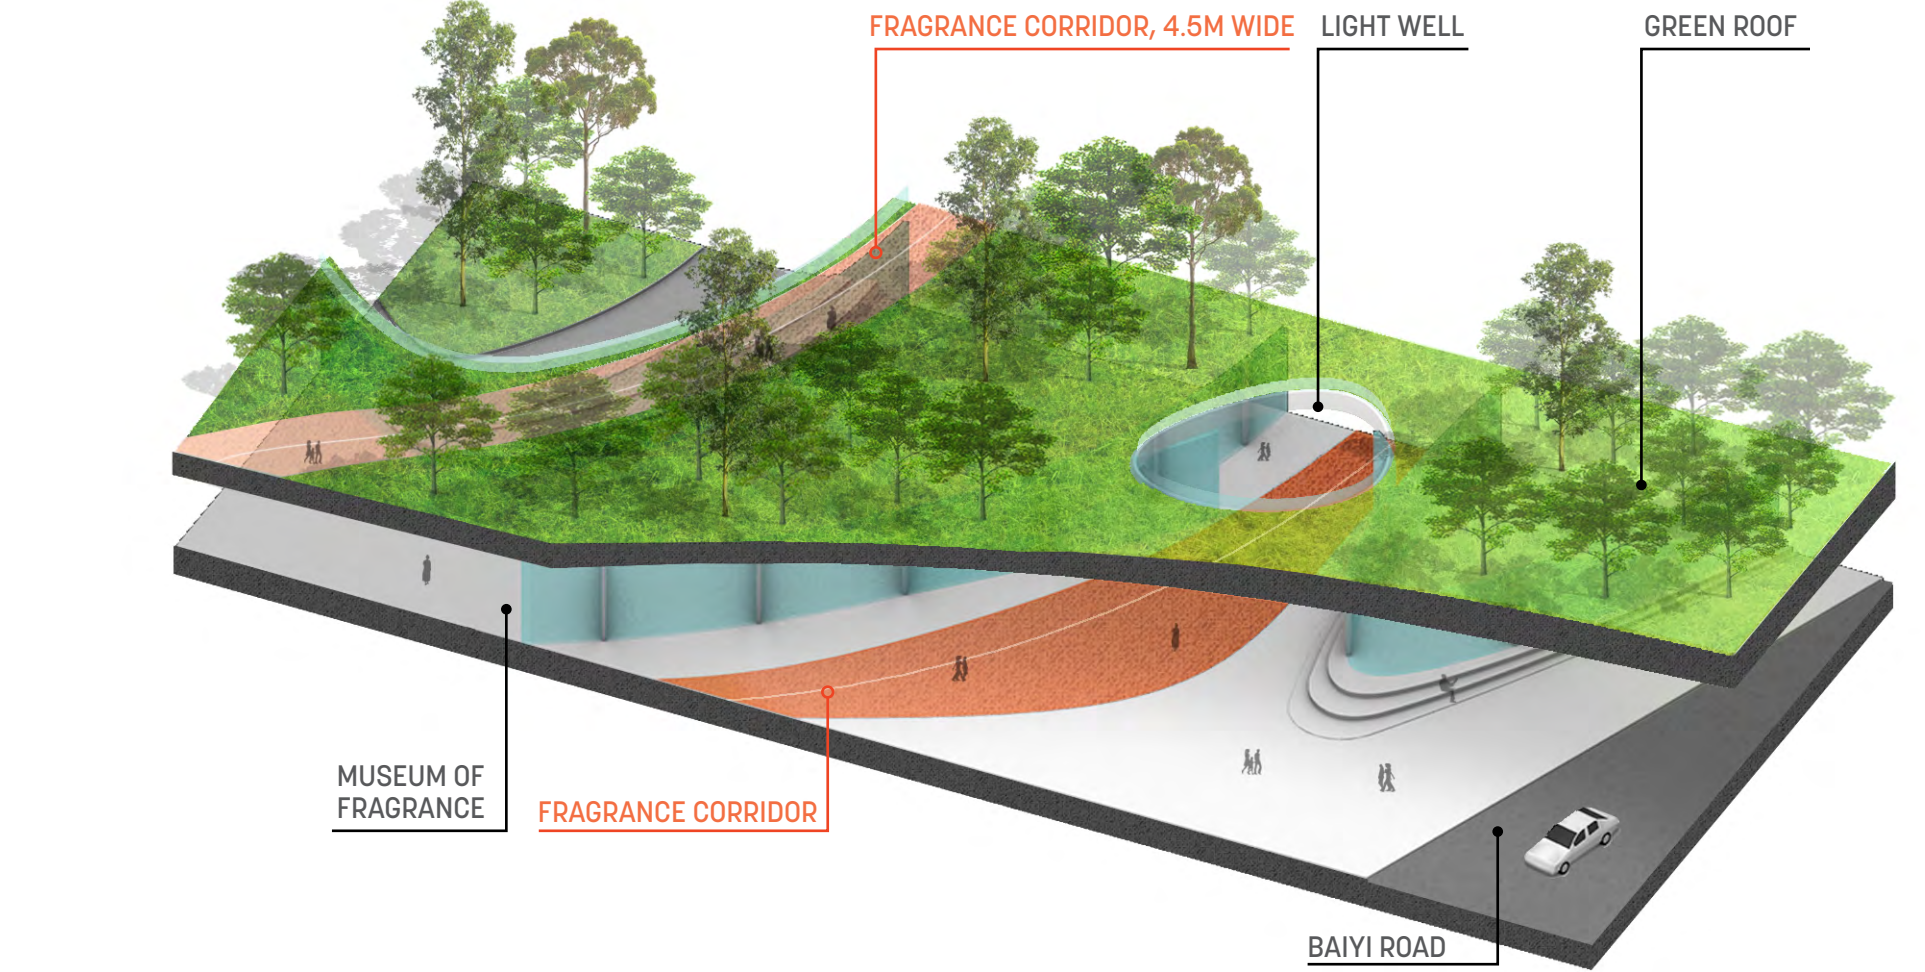 FRAGRANCE CORRIDOR, 4.5M WIDE
LIGHT WELL
GREEN ROOF
MUSEUM OF
FRAGRANCE
FRAGRANCE CORRIDOR
BAIYI ROAD